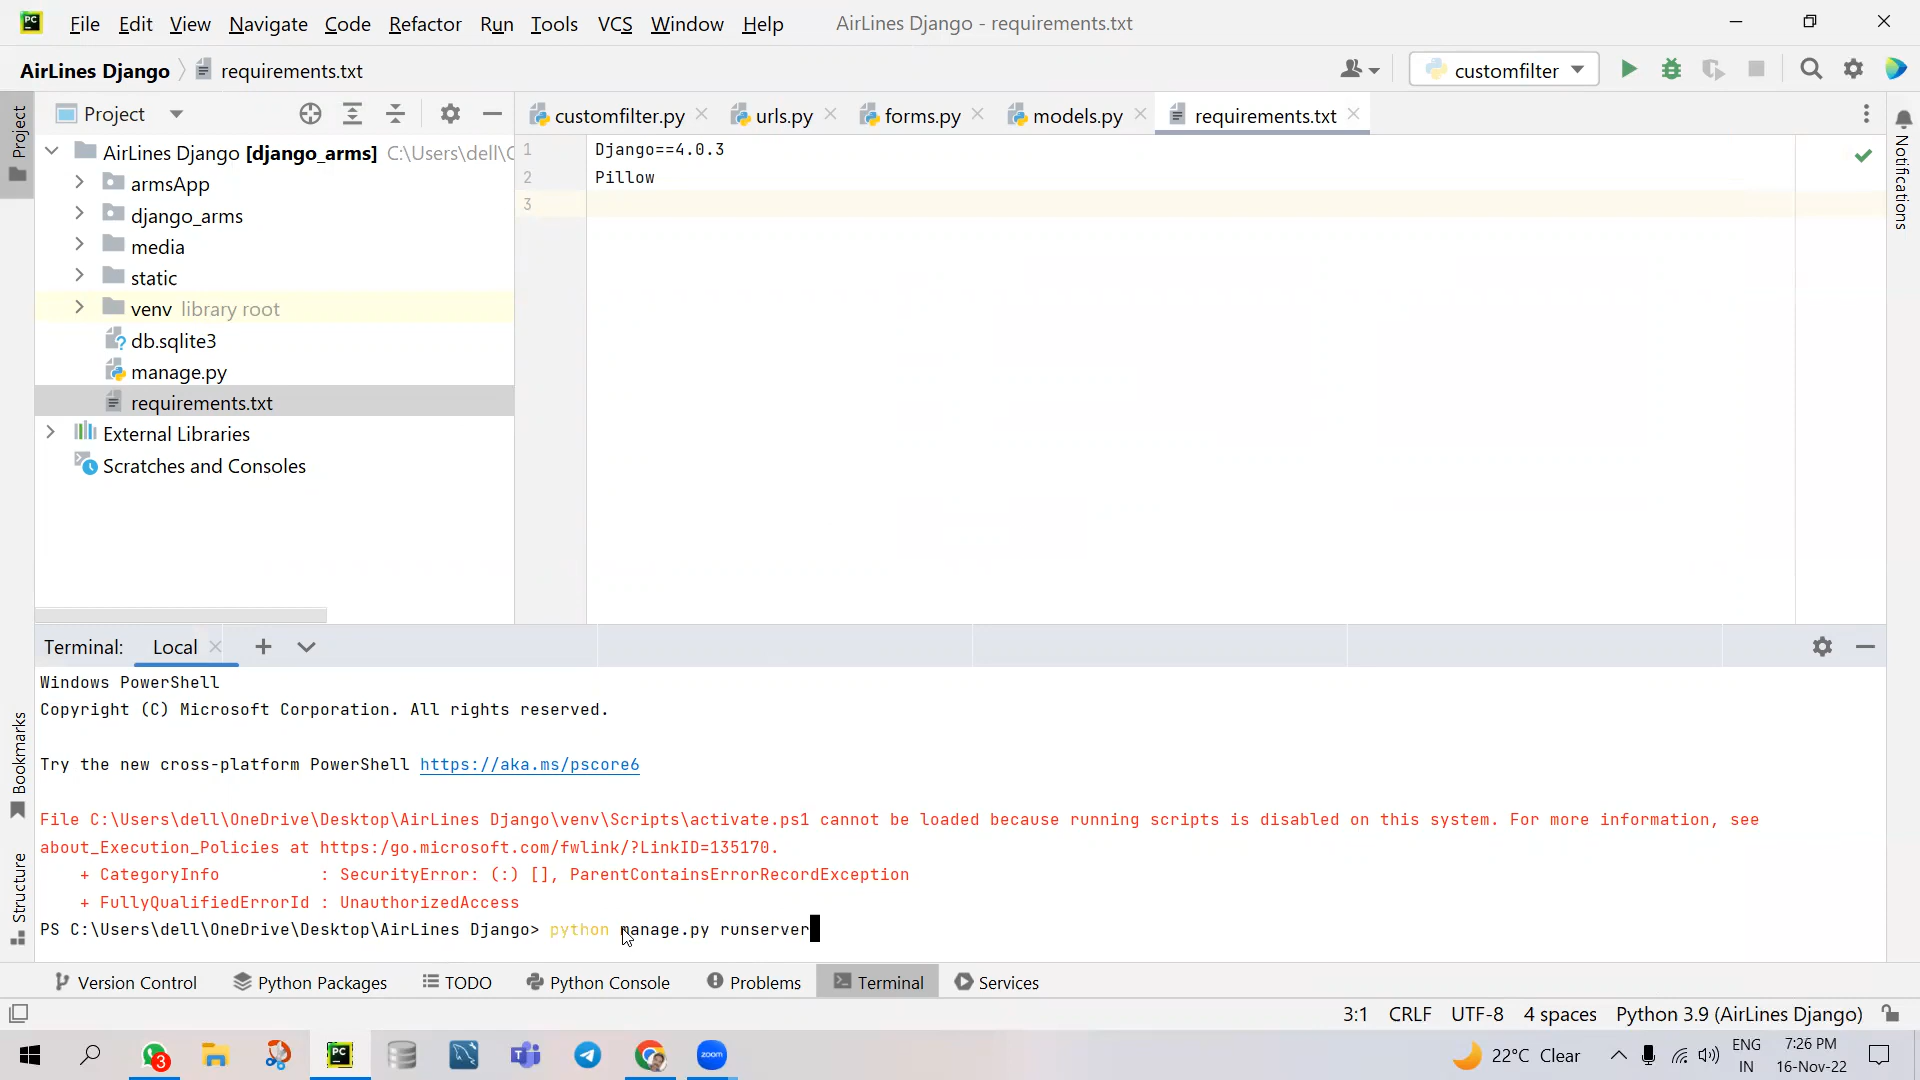 PC File Edit View Navigate Code Refactor Run Tools VCS Window Help AirLines Django - requirements.txt
AirLines Django requirements.txt customfilter
Project
Project
customfilter.py urls.py forms.py models.py requirements.txt
Notifications
AirLines Django [django_arms] C:\Users\dell\O
armsApp
django_arms
media
static
venv library root
db.sqlite3
manage.py
requirements.txt
External Libraries
Scratches and Consoles
1 Django==4.0.3
2 Pillow
3
Terminal: Local
Windows PowerShell
Copyright (C) Microsoft Corporation. All rights reserved.
Try the new cross-platform PowerShell https://aka.ms/pscore6
File C:\Users\dell\OneDrive\Desktop\AirLines Django\venv\Scripts\activate.ps1 cannot be loaded because running scripts is disabled on this system. For more information, see
about_Execution_Policies at https:/go.microsoft.com/fwlink/?LinkID=135170.
+ CategoryInfo : SecurityError: (:) [], ParentContainsErrorRecordException
+ FullyQualifiedErrorId : UnauthorizedAccess
PS C:\Users\dell\OneDrive\Desktop\AirLines Django> python manage.py runserver
Bookmarks
Structure
Version Control Python Packages TODO Python Console Problems Terminal Services
3:1 CRLF UTF-8 4 spaces Python 3.9 (AirLines Django)
3 PC zoom 22°C Clear ENG 7:26 PM
IN 16-Nov-22